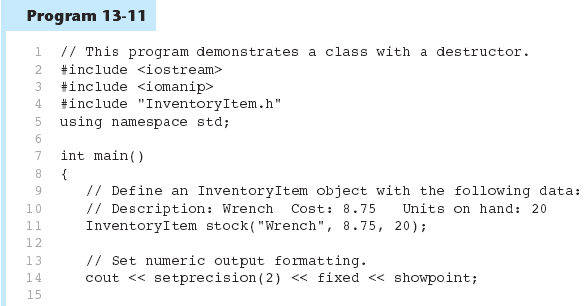 Program 13-11
1 // This program demonstrates a class with a destructor.
2 #include <iostream>
3 #include <iomanip>
4 #include "InventoryItem.h"
5 using namespace std;
6
7 int main()
8 {
9    // Define an InventoryItem object with the following data:
10    // Description: Wrench  Cost: 8.75   Units on hand: 20
11    InventoryItem stock("Wrench", 8.75, 20);
12
13    // Set numeric output formatting.
14    cout << setprecision(2) << fixed << showpoint;
15